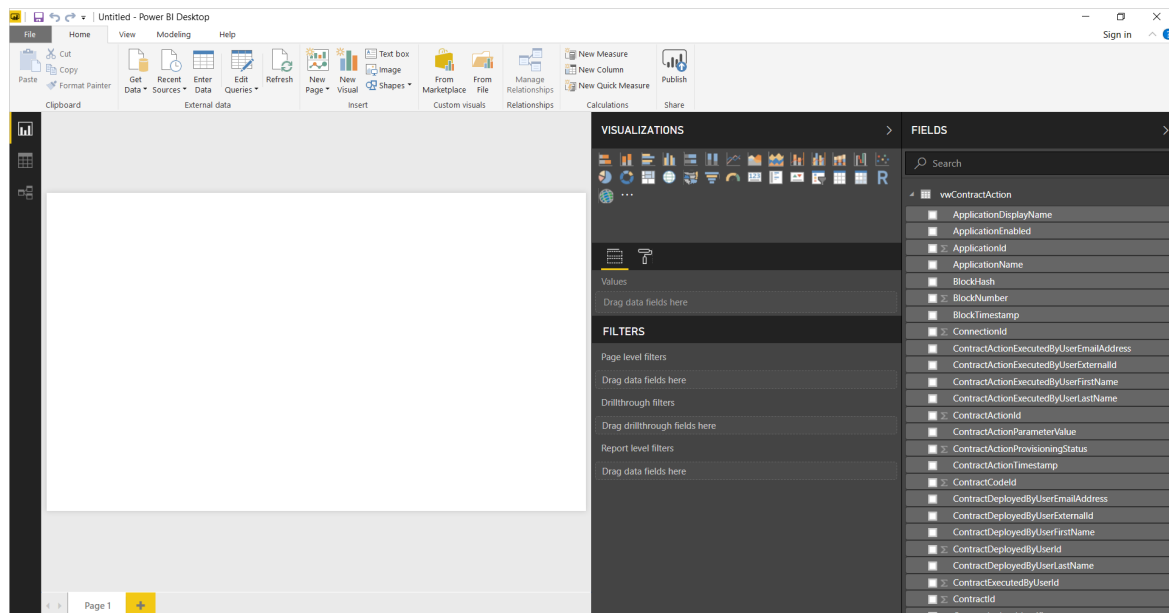 Untitled - Power BI Desktop
File Home View Modeling Help Sign in
Cut
Copy
Format Painter
Paste
Clipboard
Get Data
Recent Sources
Enter Data
Edit Queries
Refresh
External data
New Page
New Visual
Text box
Image
Shapes
Insert
From Marketplace
From File
Custom visuals
Manage Relationships
Relationships
New Measure
New Column
New Quick Measure
Calculations
Publish
Share
VISUALIZATIONS
R
Values
Drag data fields here
FILTERS
Page level filters
Drag data fields here
Drillthrough filters
Drag drillthrough fields here
Report level filters
Drag data fields here
FIELDS
Search
vwContractAction
ApplicationDisplayName
ApplicationEnabled
Σ ApplicationId
ApplicationName
BlockHash
Σ BlockNumber
BlockTimestamp
Σ ConnectionId
ContractActionExecutedByUserEmailAddress
ContractActionExecutedByUserExternalId
ContractActionExecutedByUserFirstName
ContractActionExecutedByUserLastName
Σ ContractActionId
ContractActionParameterValue
Σ ContractActionProvisioningStatus
ContractActionTimestamp
Σ ContractCodeId
ContractDeployedByUserEmailAddress
ContractDeployedByUserExternalId
ContractDeployedByUserFirstName
Σ ContractDeployedByUserId
ContractDeployedByUserLastName
Σ ContractExecutedByUserId
Σ ContractId
Page 1